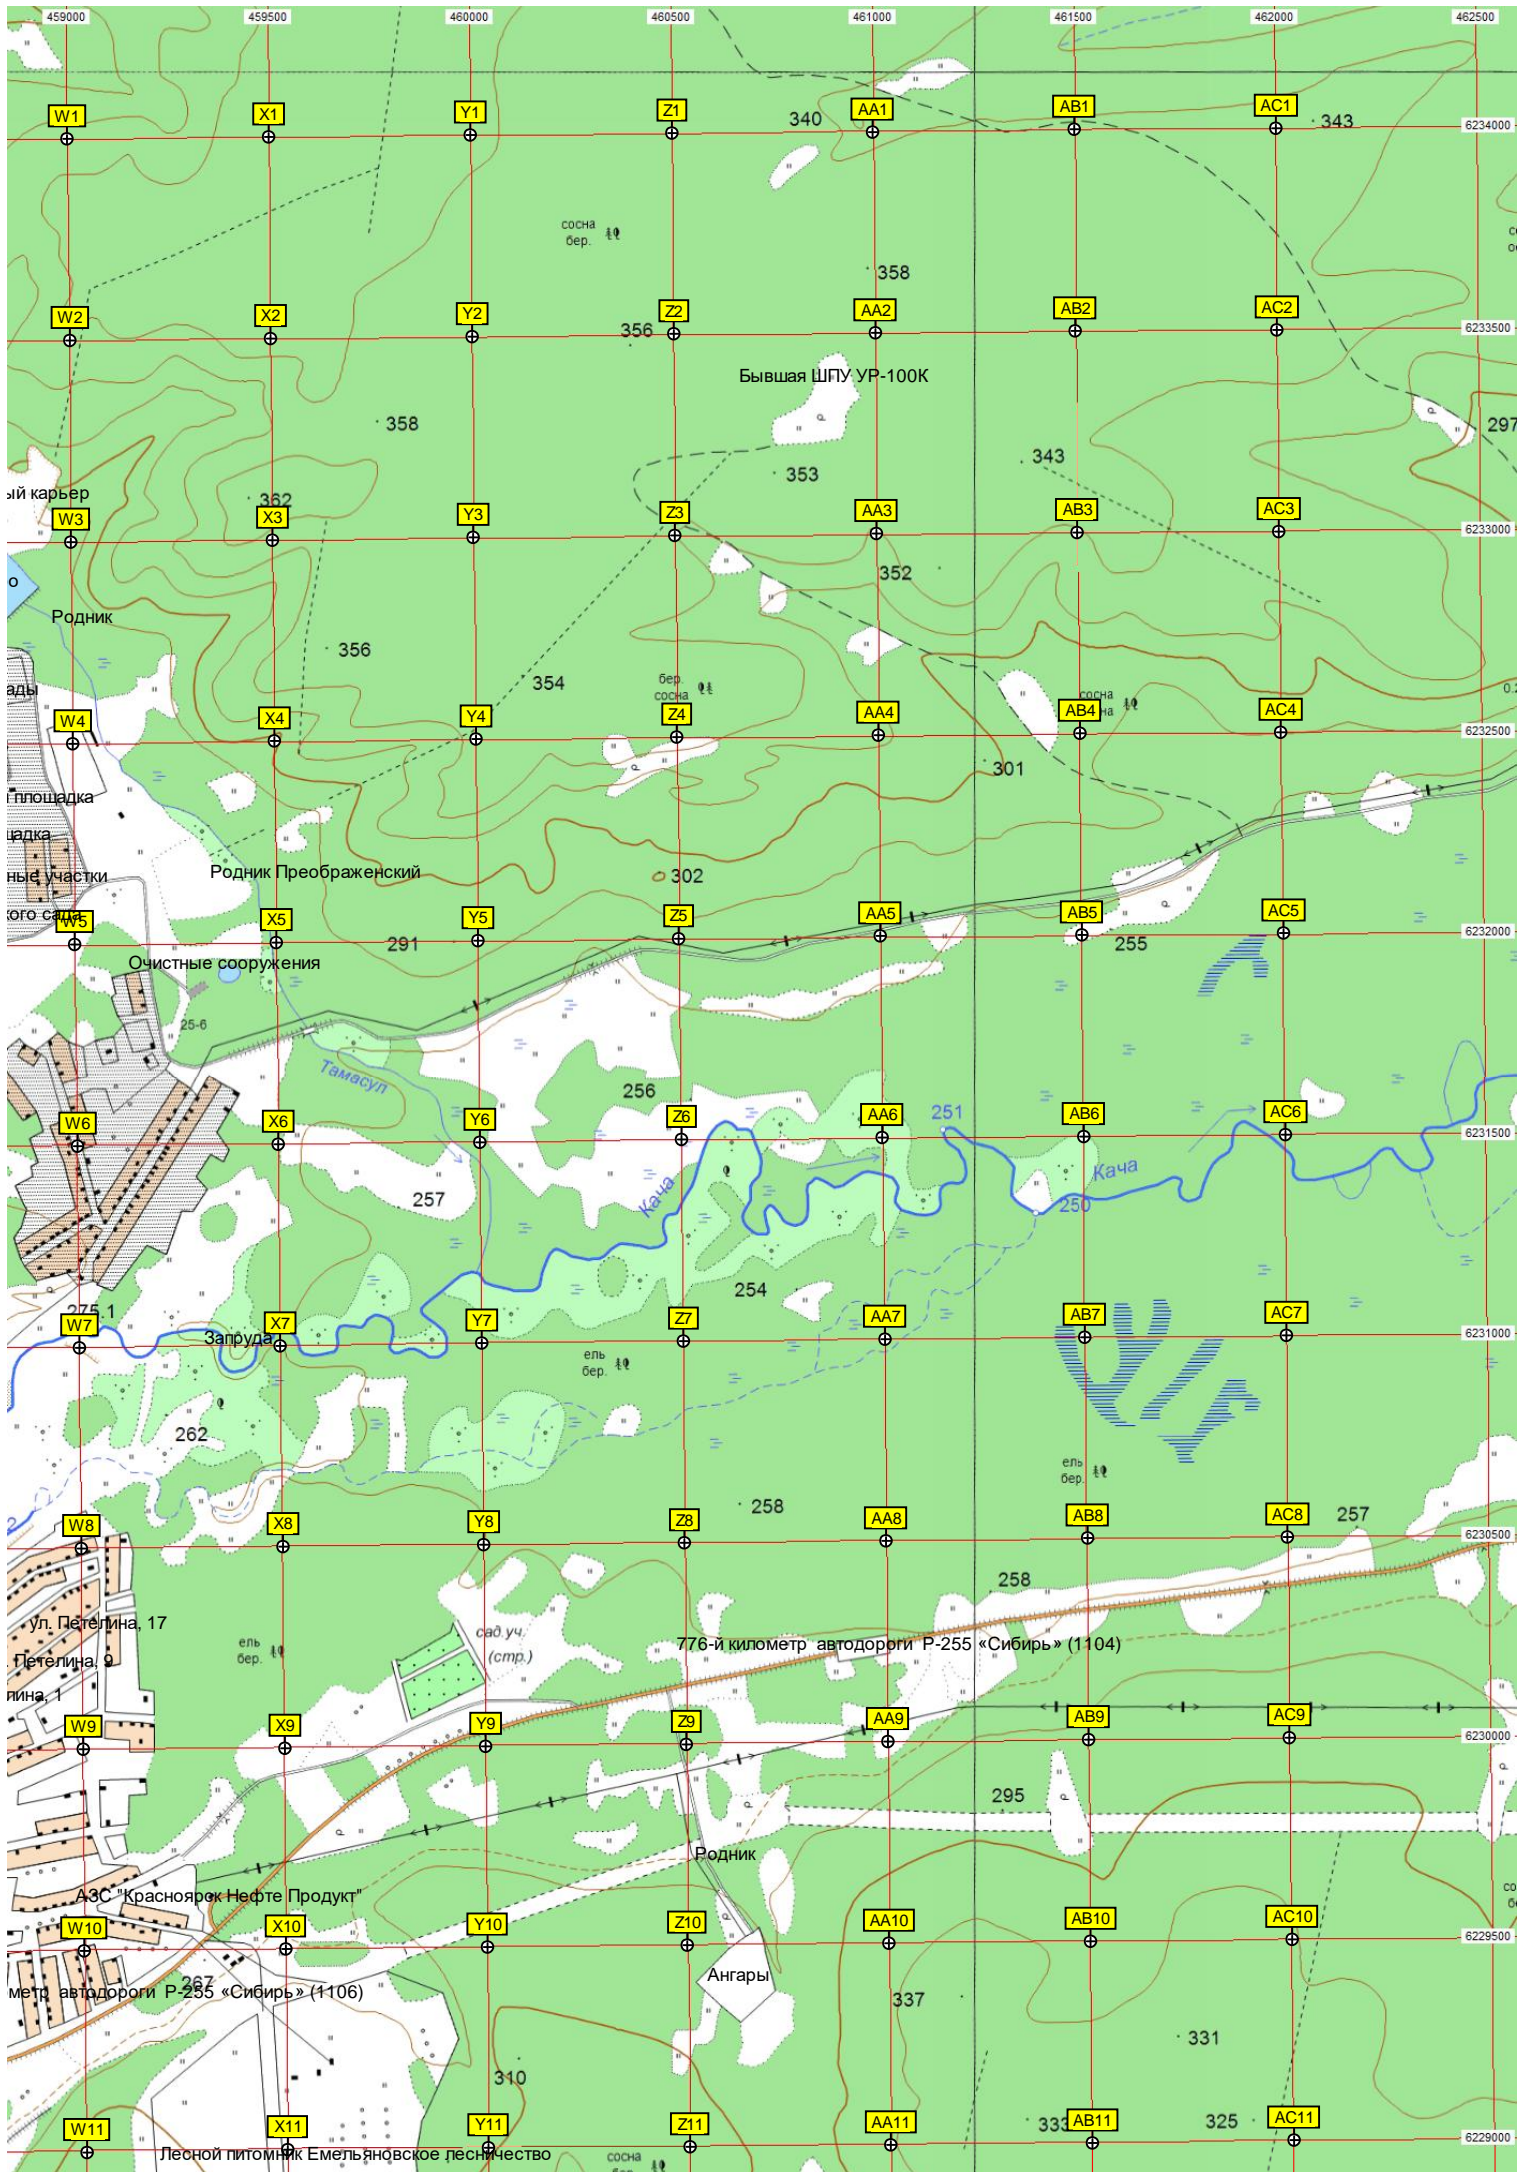 459000 459500 460000 460500 461000 461500 462000 462500
W1 X1 Y1 Z1 340 AA1 AB1 AC1 343 6234000
сосна
бер.
358
W2 X2 Y2 356 Z2 AA2 AB2 AC2 6233500
Бывшая ШПУ УР-100К
358
297
343
353
ый карьер
362
W3 X3 Y3 Z3 AA3 AB3 AC3 6233000
352
о
Родник
356
354
бер.
сосна
сосна
на
ады
W4 X4 Y4 Z4 AA4 AB4 AC4 6232500
301
площадка
щадка
Родник Преображенский
302
ные участки
кого сада
W5 X5 Y5 Z5 AA5 AB5 AC5 6232000
291
255
Очистные сооружения
25-6
Тамасул
256
251
W6 X6 Y6 Z6 AA6 AB6 AC6 6231500
Кача
Кача
257
250
254
275.1
W7 X7 Y7 Z7 AA7 AB7 AC7 6231000
Запруда
ель
бер.
262
ель
бер.
258
257
W8 X8 Y8 Z8 AA8 AB8 AC8 6230500
258
ул. Петелина, 17
сад.уч.
(стр.)
ель
бер.
776-й километр автодороги Р-255 «Сибирь» (1104)
Петелина, 9
лина, 1
W9 X9 Y9 Z9 AA9 AB9 AC9 6230000
295
Родник
АЗС "Красноярск Нефте Продукт"
W10 X10 Y10 Z10 AA10 AB10 AC10 6229500
Ангары
267
метр автодороги Р-255 «Сибирь» (1106)
337
331
310
333
325
W11 X11 Y11 Z11 AA11 AB11 AC11 6229000
Лесной питомник Емельяновское лесничество
сосна